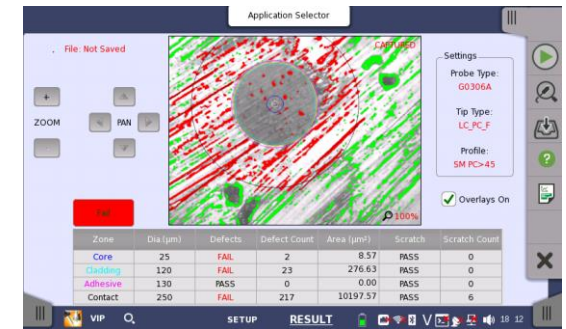 Application Selector
. File: Not Saved
CAPTURED
Settings
Probe Type:
G0306A
Tip Type:
LC_PC_F
Profile:
SM PC>45
ZOOM
PAN
+
Overlays On
Fail
100%
Zone Dia.(µm) Defects Defect Count Area (µm²) Scratch Scratch Count
Core 25 FAIL 2 8.57 PASS 0
Cladding 120 FAIL 23 276.63 PASS 0
Adhesive 130 PASS 0 0.00 PASS 0
Contact 250 FAIL 217 10197.57 PASS 6
VIP SETUP RESULT 18 12